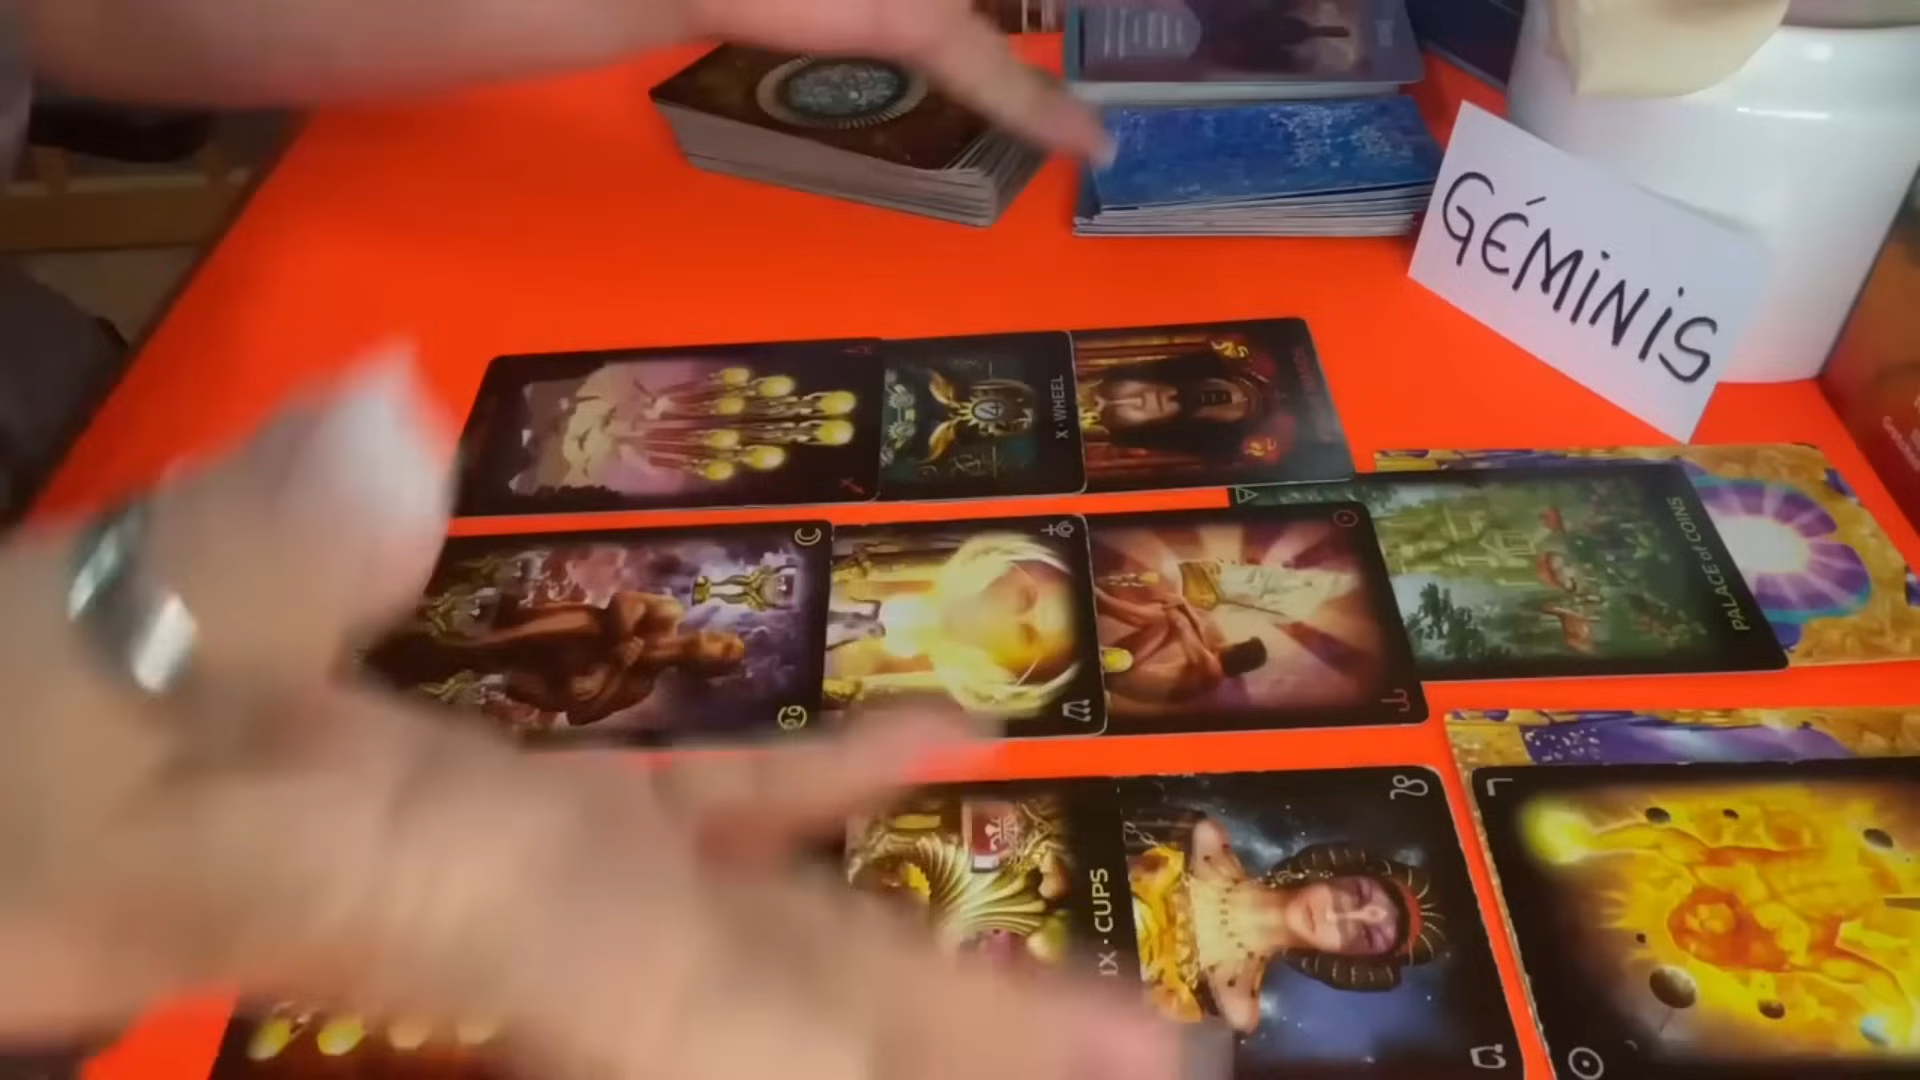 GÉMINIS
X · WHEEL
PALACE of COINS
IX · CUPS